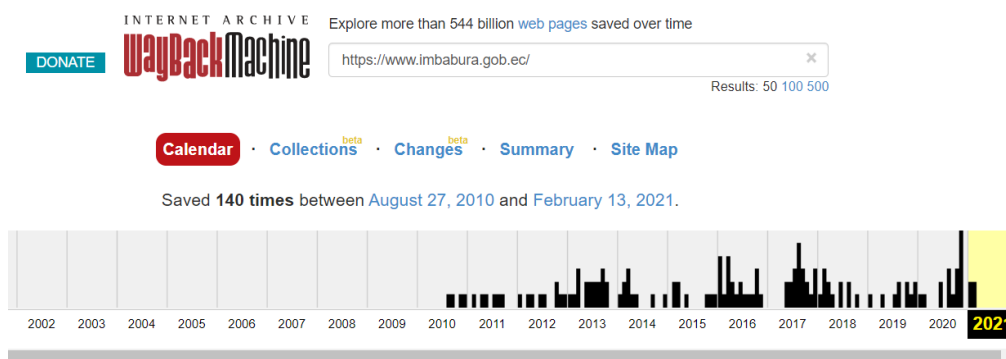 INTERNET ARCHIVE
WayBackMachine
DONATE
Explore more than 544 billion web pages saved over time
https://www.imbabura.gob.ec/ ×
Results: 50 100 500
Calendar · Collections beta · Changes beta · Summary · Site Map
Saved 140 times between August 27, 2010 and February 13, 2021.
2002 2003 2004 2005 2006 2007 2008 2009 2010 2011 2012 2013 2014 2015 2016 2017 2018 2019 2020 2021